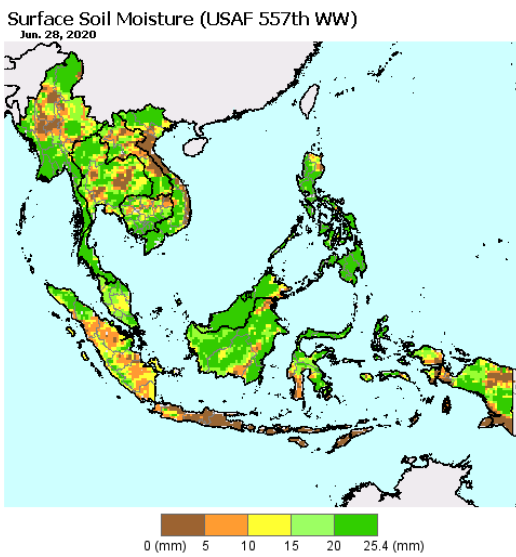 Surface Soil Moisture (USAF 557th WW)
Jun. 28, 2020
0 (mm) 5 10 15 20 25.4 (mm)